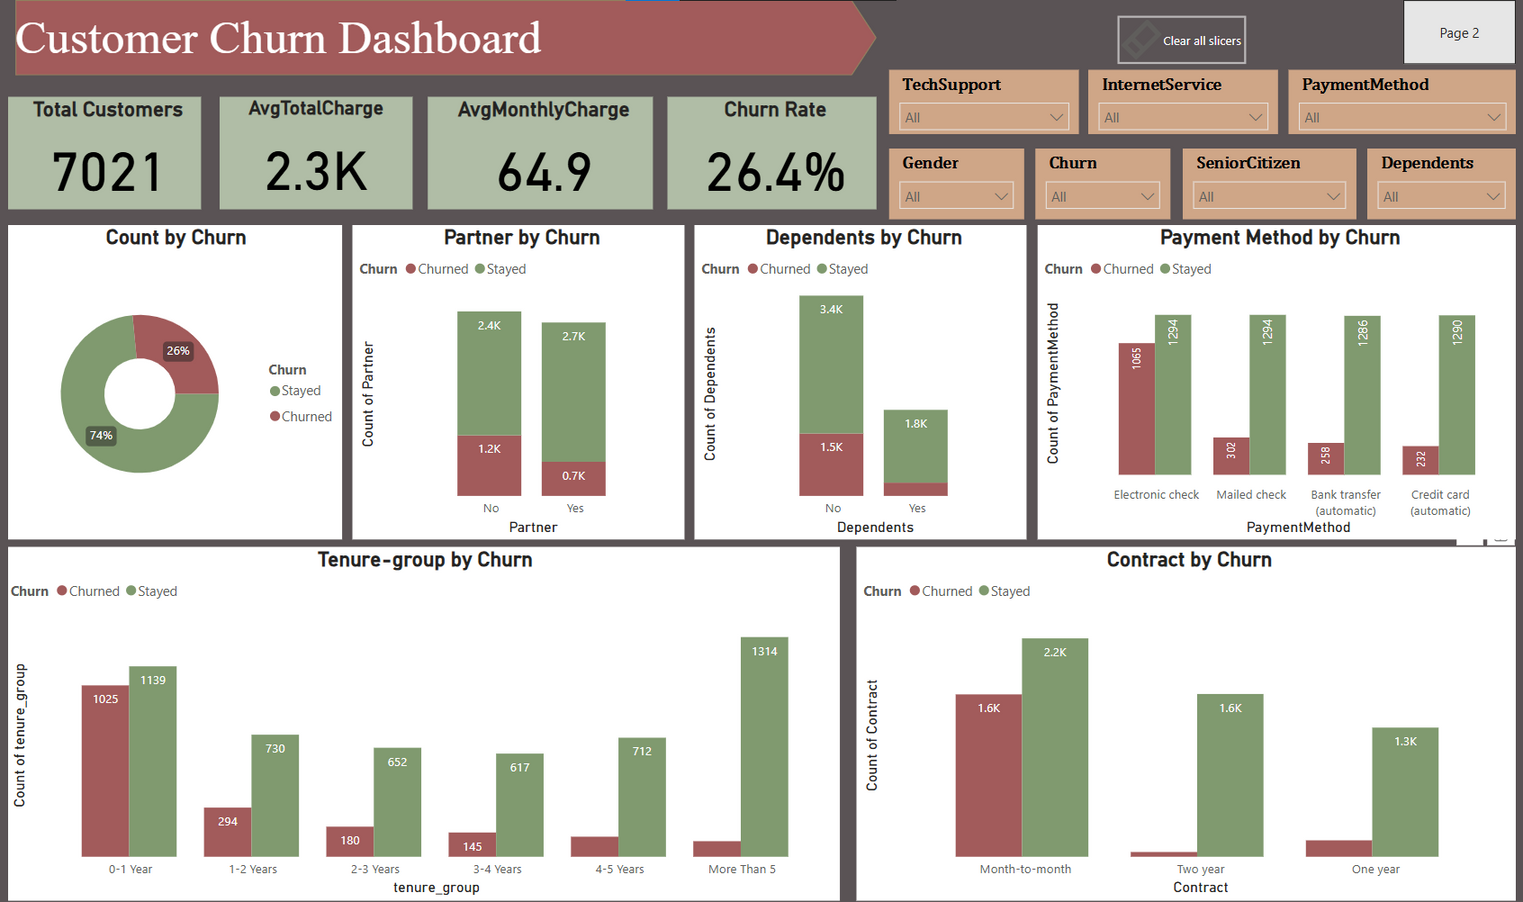 Customer Churn Dashboard
Clear all slicers
Page 2
Total Customers
7021
AvgTotalCharge
2.3K
AvgMonthlyCharge
64.9
Churn Rate
26.4%
TechSupport
All
InternetService
All
PaymentMethod
All
Gender
All
Churn
All
SeniorCitizen
All
Dependents
All
Count by Churn
26%
74%
Churn
Stayed
Churned
Partner by Churn
Churn Churned Stayed
Count of Partner
2.4K
2.7K
1.2K
0.7K
No Yes
Partner
Dependents by Churn
Churn Churned Stayed
Count of Dependents
3.4K
1.8K
1.5K
No Yes
Dependents
Payment Method by Churn
Churn Churned Stayed
Count of PaymentMethod
1065
1294
302
1294
258
1286
232
1290
Electronic check
Mailed check
Bank transfer
(automatic)
Credit card
(automatic)
PaymentMethod
Tenure-group by Churn
Churn Churned Stayed
Count of tenure_group
1025
1139
294
730
180
652
145
617
712
1314
0-1 Year 1-2 Years 2-3 Years 3-4 Years 4-5 Years More Than 5
tenure_group
Contract by Churn
Churn Churned Stayed
Count of Contract
1.6K
2.2K
1.6K
1.3K
Month-to-month Two year One year
Contract